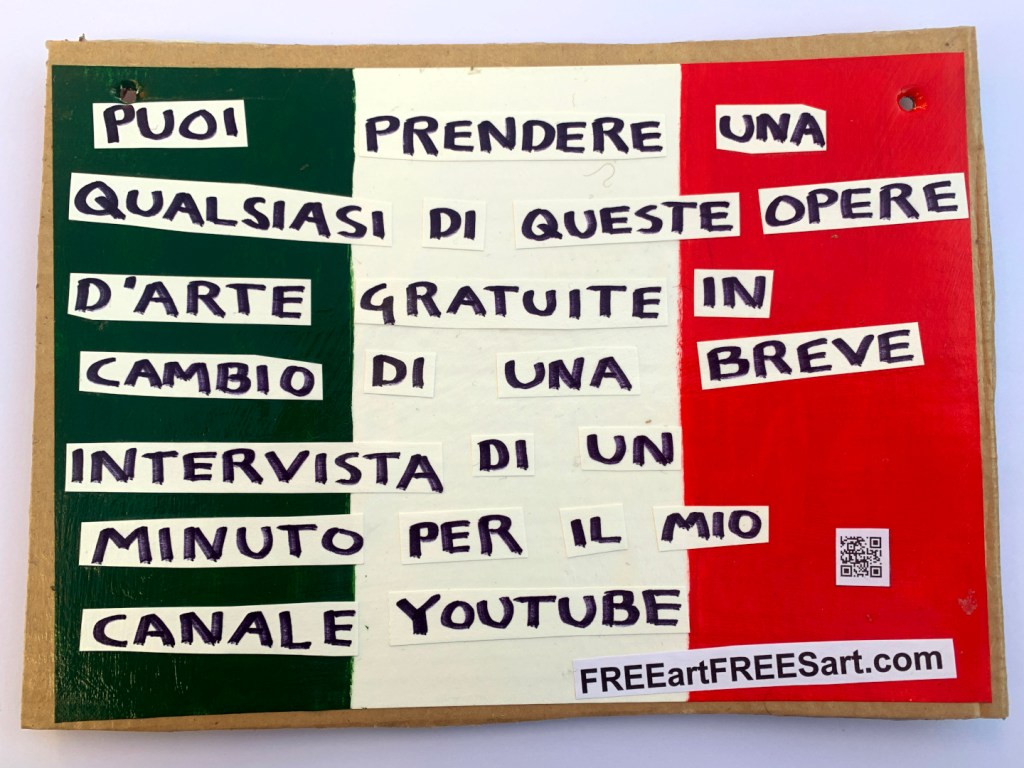 PUOI PRENDERE UNA
QUALSIASI DI QUESTE OPERE
D'ARTE GRATUITE IN
CAMBIO DI UNA BREVE
INTERVISTA DI UN
MINUTO PER IL MIO
CANALE YOUTUBE
FREEartFREESart.com